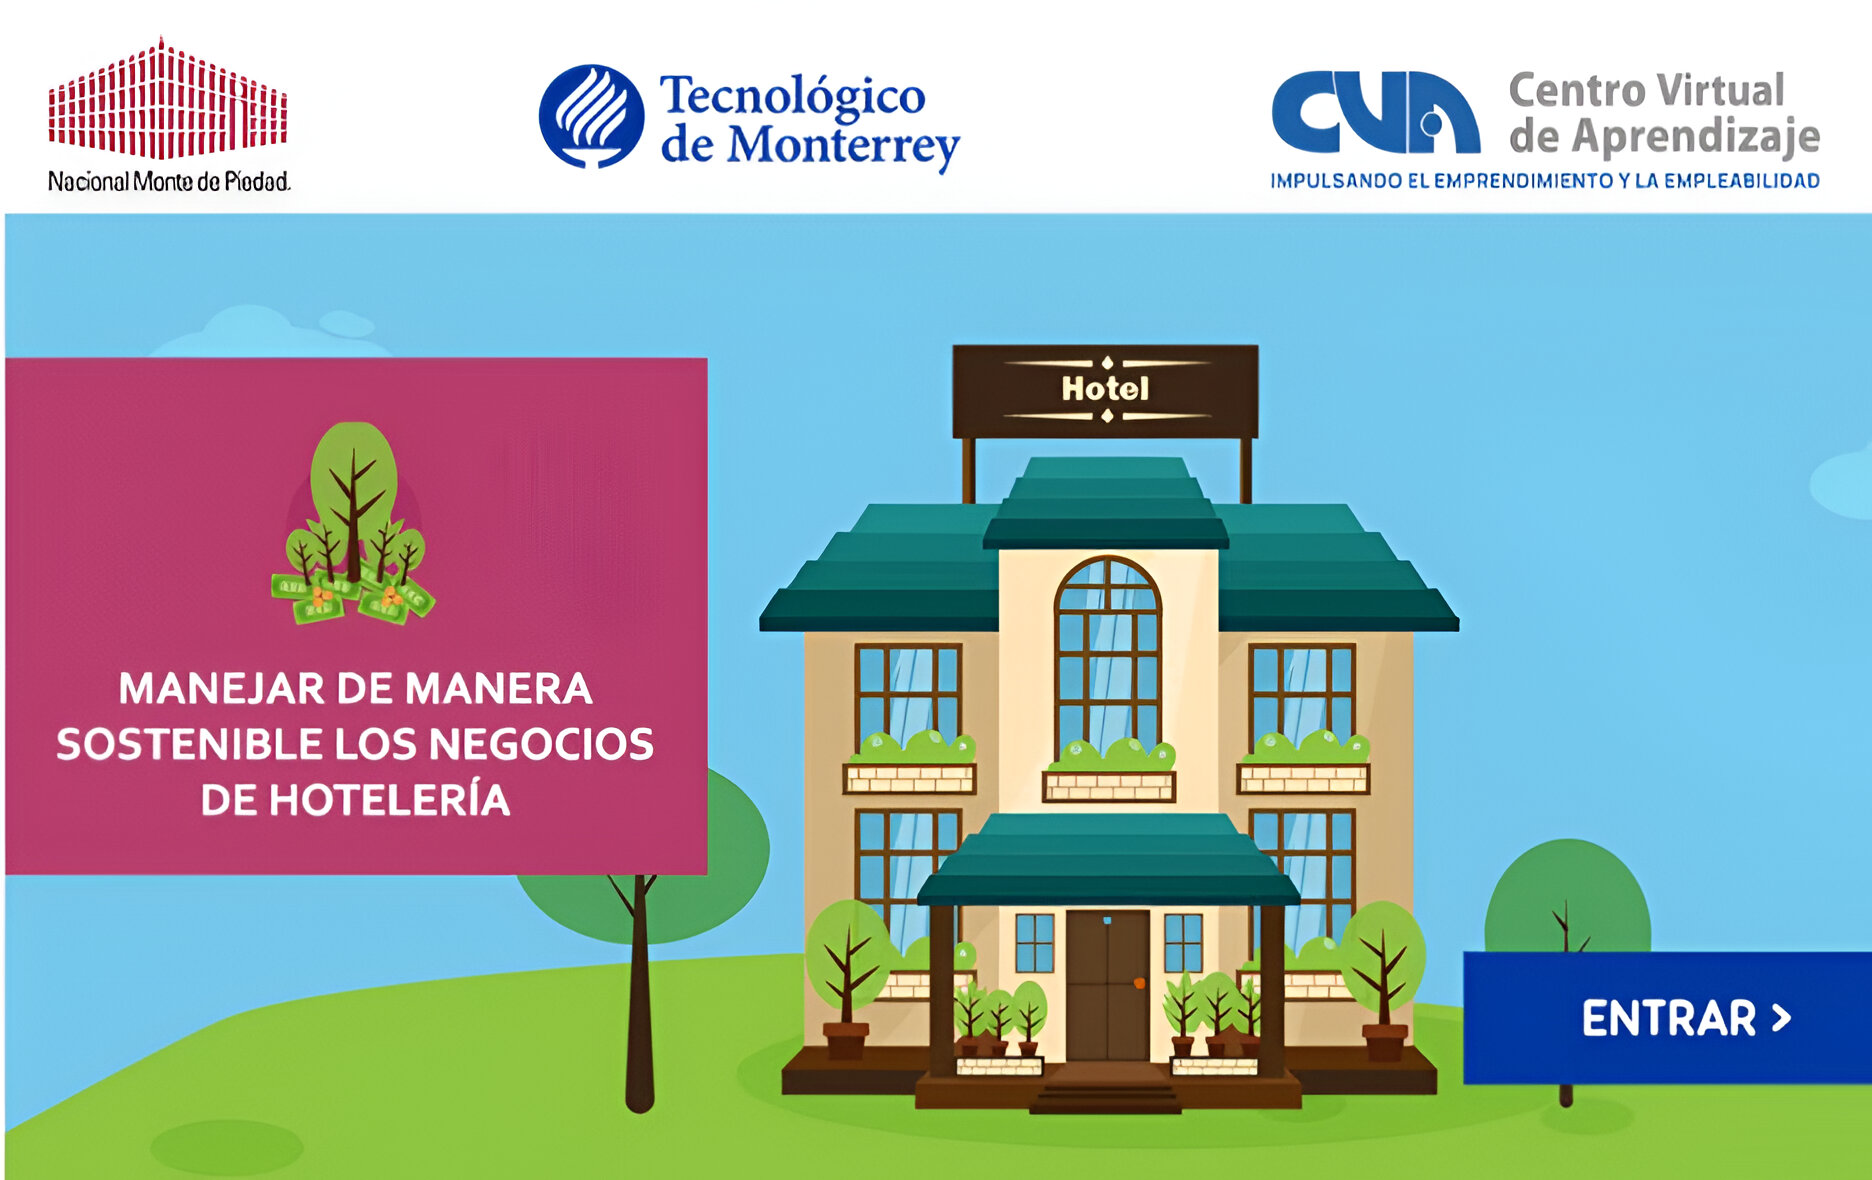 Nacional Monte de Piedad.
Tecnológico
de Monterrey
CVA
Centro Virtual
de Aprendizaje
IMPULSANDO EL EMPRENDIMIENTO Y LA EMPLEABILIDAD
Hotel
MANEJAR DE MANERA
SOSTENIBLE LOS NEGOCIOS
DE HOTELERÍA
ENTRAR >